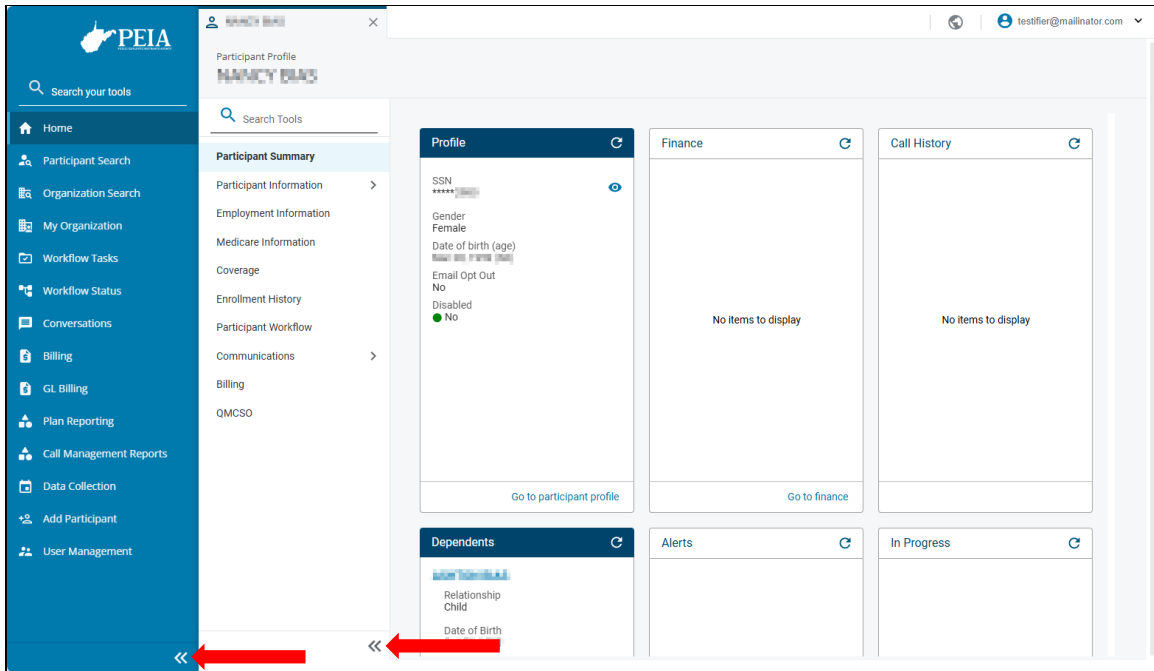 PEIA
Search your tools
Home
Participant Search
Organization Search
My Organization
Workflow Tasks
Workflow Status
Conversations
Billing
GL Billing
Plan Reporting
Call Management Reports
Data Collection
Add Participant
User Management
testifier@mailinator.com
Participant Profile
Search Tools
Participant Summary
Participant Information
Employment Information
Medicare Information
Coverage
Enrollment History
Participant Workflow
Communications
Billing
QMCSO
Profile
SSN
*****
Gender
Female
Date of birth (age)
Email Opt Out
No
Disabled
No
Go to participant profile
Finance
No items to display
Go to finance
Call History
No items to display
Dependents
Relationship
Child
Date of Birth
Alerts
In Progress